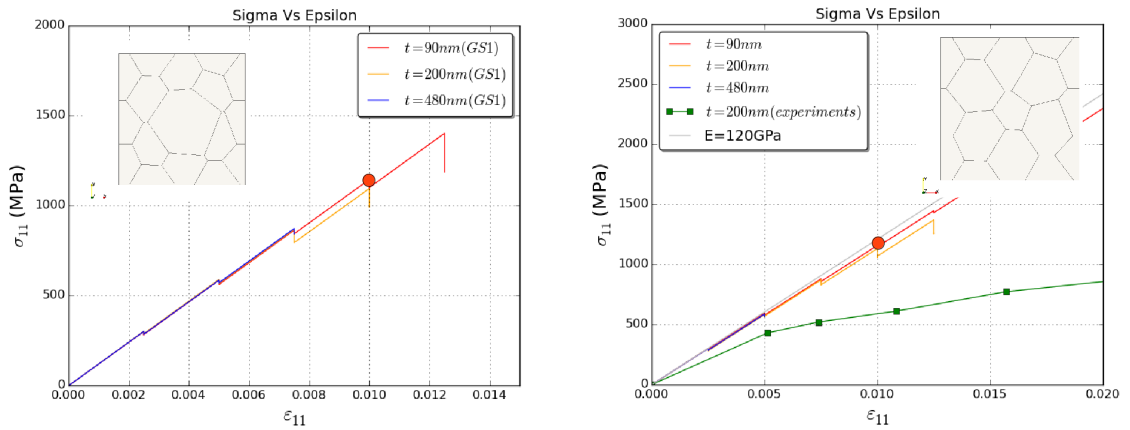 Sigma Vs Epsilon
2000
1500
1000
500
0
σ11 (MPa)
t = 90nm(GS1)
t = 200nm(GS1)
t = 480nm(GS1)
0.000 0.002 0.004 0.006 0.008 0.010 0.012 0.014
ε11
Sigma Vs Epsilon
3000
2500
2000
1500
1000
500
0
σ11 (MPa)
t = 90nm
t = 200nm
t = 480nm
t = 200nm(experiments)
E=120GPa
0.000 0.005 0.010 0.015 0.020
ε11